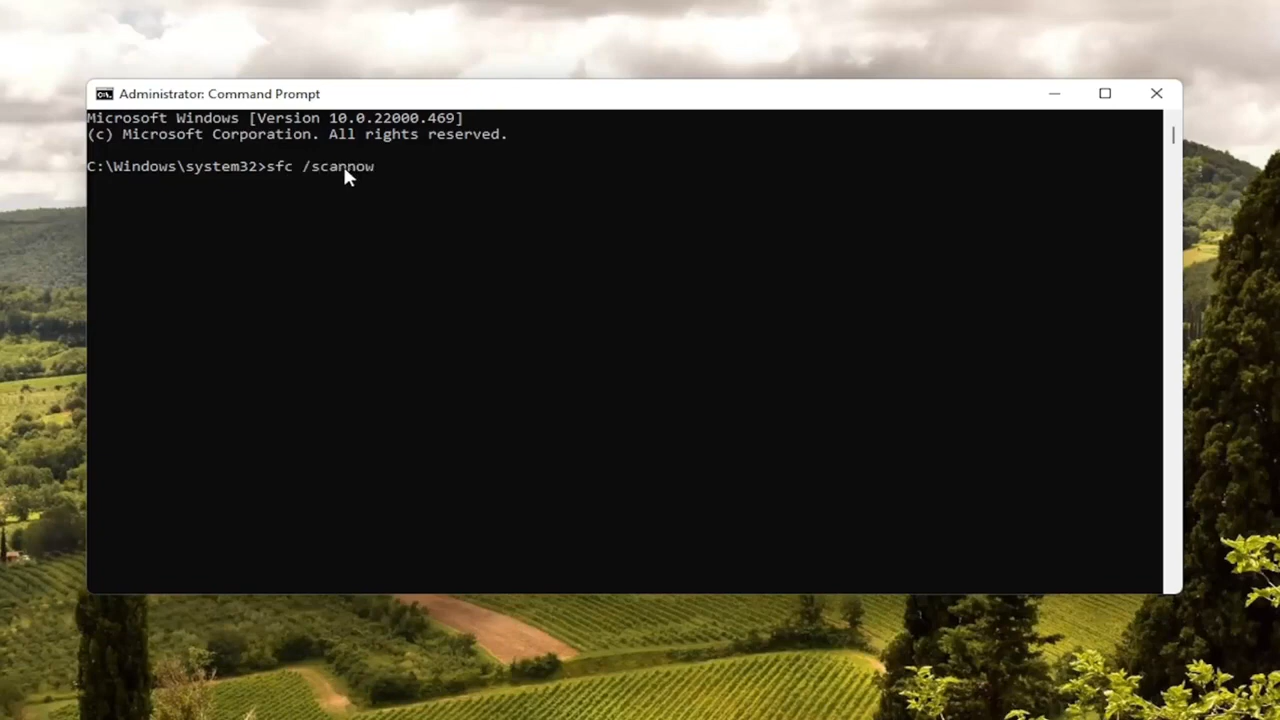 Administrator: Command Prompt
Microsoft Windows [Version 10.0.22000.469]
(c) Microsoft Corporation. All rights reserved.
C:\Windows\system32>sfc /scannow